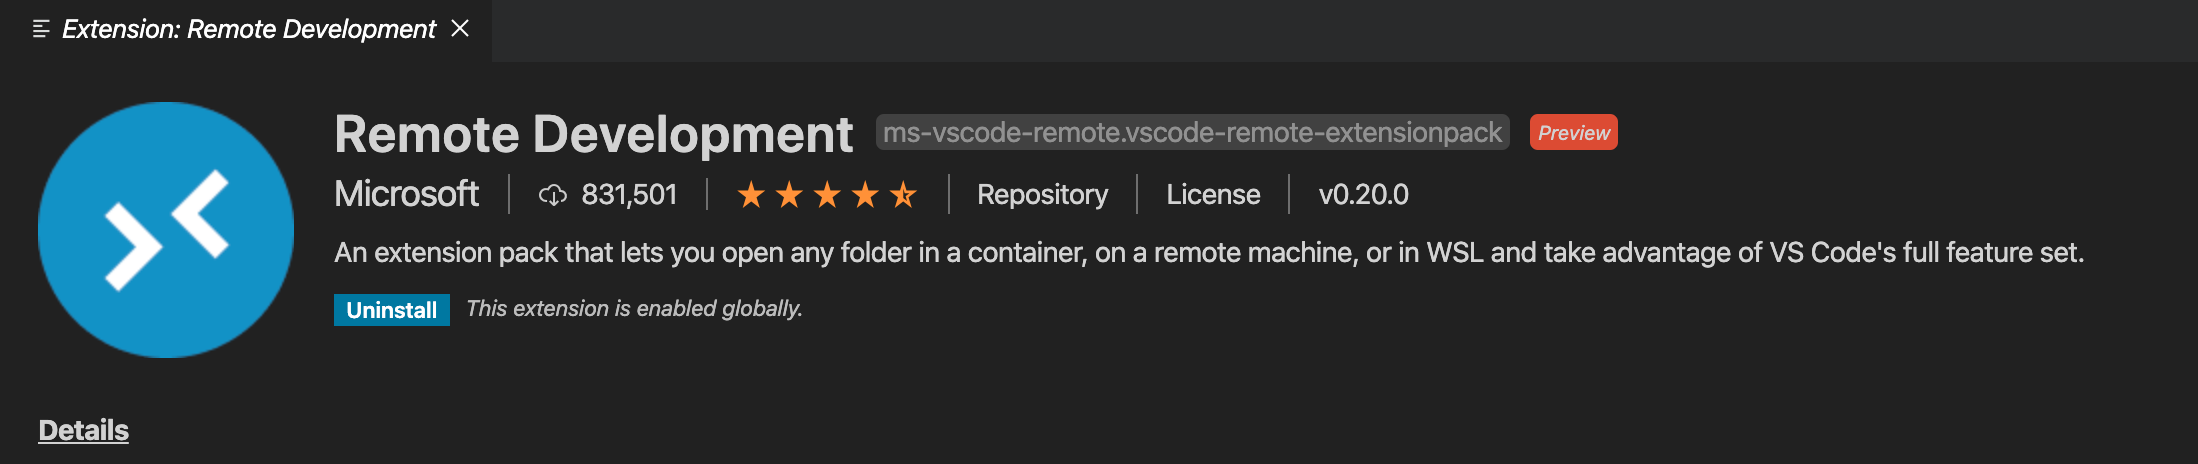 Extension: Remote Development
Remote Development ms-vscode-remote.vscode-remote-extensionpack Preview
Microsoft 831,501 Repository License v0.20.0
An extension pack that lets you open any folder in a container, on a remote machine, or in WSL and take advantage of VS Code's full feature set.
Uninstall This extension is enabled globally.
Details